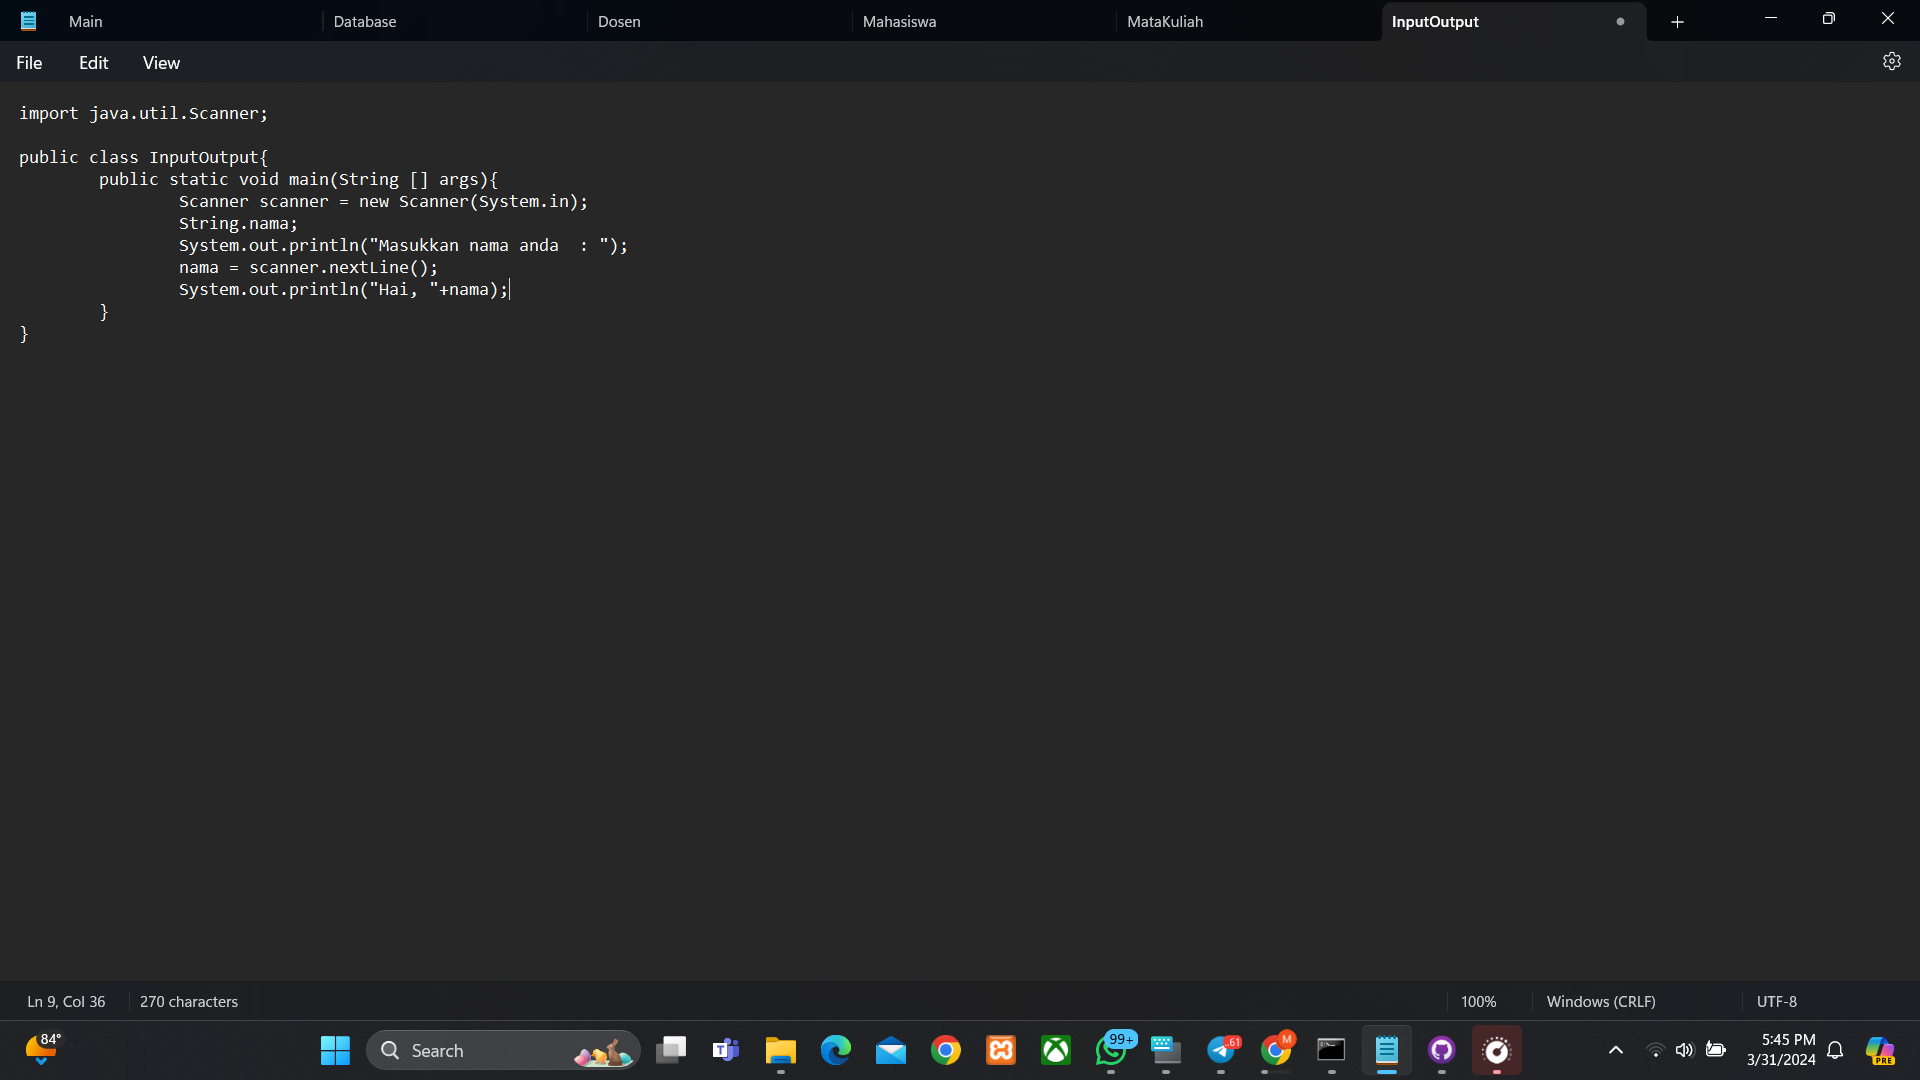 Main
Database
Dosen
Mahasiswa
MataKuliah
InputOutput
File
Edit
View
import java.util.Scanner;
public class InputOutput{
public static void main(String [] args){
Scanner scanner = new Scanner(System.in);
String.nama;
System.out.println("Masukkan nama anda  : ");
nama = scanner.nextLine();
System.out.println("Hai, "+nama);
}
}
Ln 9, Col 36
270 characters
100%
Windows (CRLF)
UTF-8
84°
Search
99+
.61
M
5:45 PM
3/31/2024
PRE